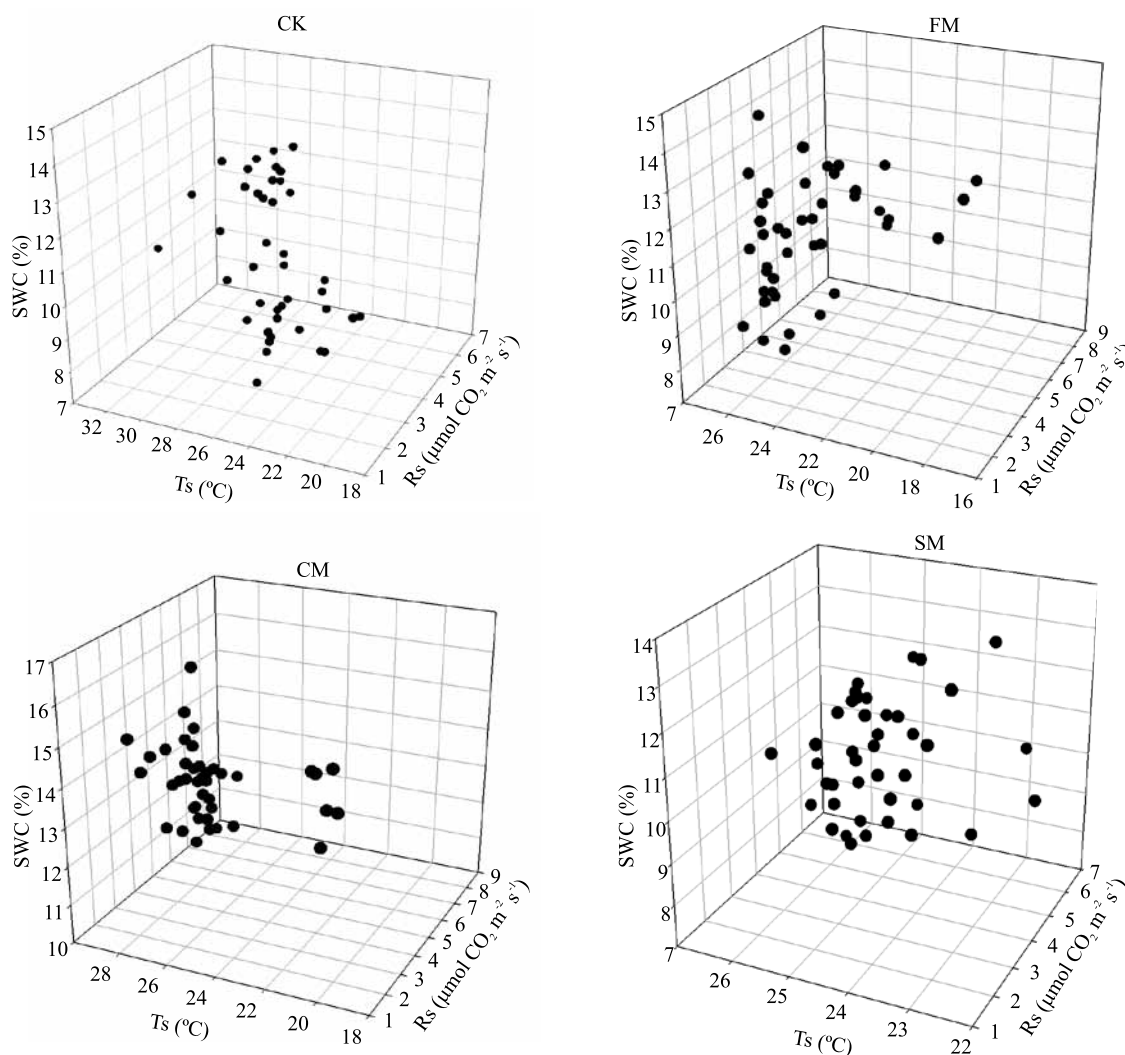 CK
15
14
13
12
11
10
9
8
7
SWC (%)
32 30 28 26 24 22 20 18
Ts (ºC)
1 2 3 4 5 6 7
Rs (µmol CO₂ m⁻² s⁻¹)
FM
15
14
13
12
11
10
9
8
7
SWC (%)
26 24 22 20 18 16
Ts (ºC)
1 2 3 4 5 6 7 8 9
Rs (µmol CO₂ m⁻² s⁻¹)
CM
17
16
15
14
13
12
11
10
SWC (%)
28 26 24 22 20 18
Ts (ºC)
1 2 3 4 5 6 7 8 9
Rs (µmol CO₂ m⁻² s⁻¹)
SM
14
13
12
11
10
9
8
7
SWC (%)
26 25 24 23 22
Ts (ºC)
1 2 3 4 5 6 7
Rs (µmol CO₂ m⁻² s⁻¹)